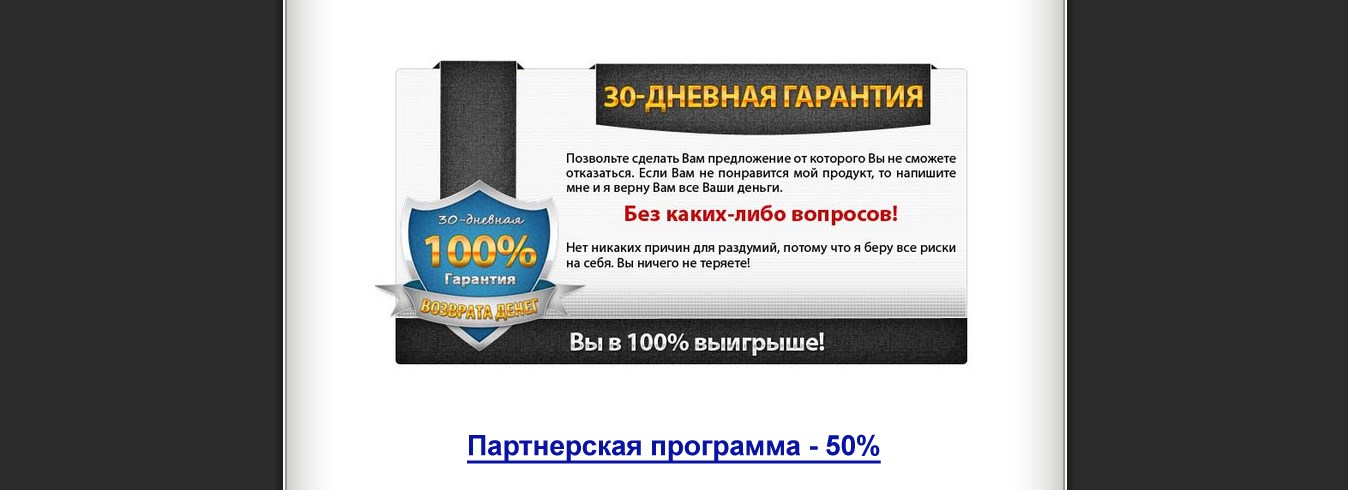 30-ДНЕВНАЯ ГАРАНТИЯ
Позвольте сделать Вам предложение от которого Вы не сможете
отказаться. Если Вам не понравится мой продукт, то напишите
мне и я верну Вам все Ваши деньги.
Без каких-либо вопросов!
Нет никаких причин для раздумий, потому что я беру все риски
на себя. Вы ничего не теряете!
30-дневная
100%
Гарантия
ВОЗВРАТА ДЕНЕГ
Вы в 100% выигрыше!
Партнерская программа - 50%